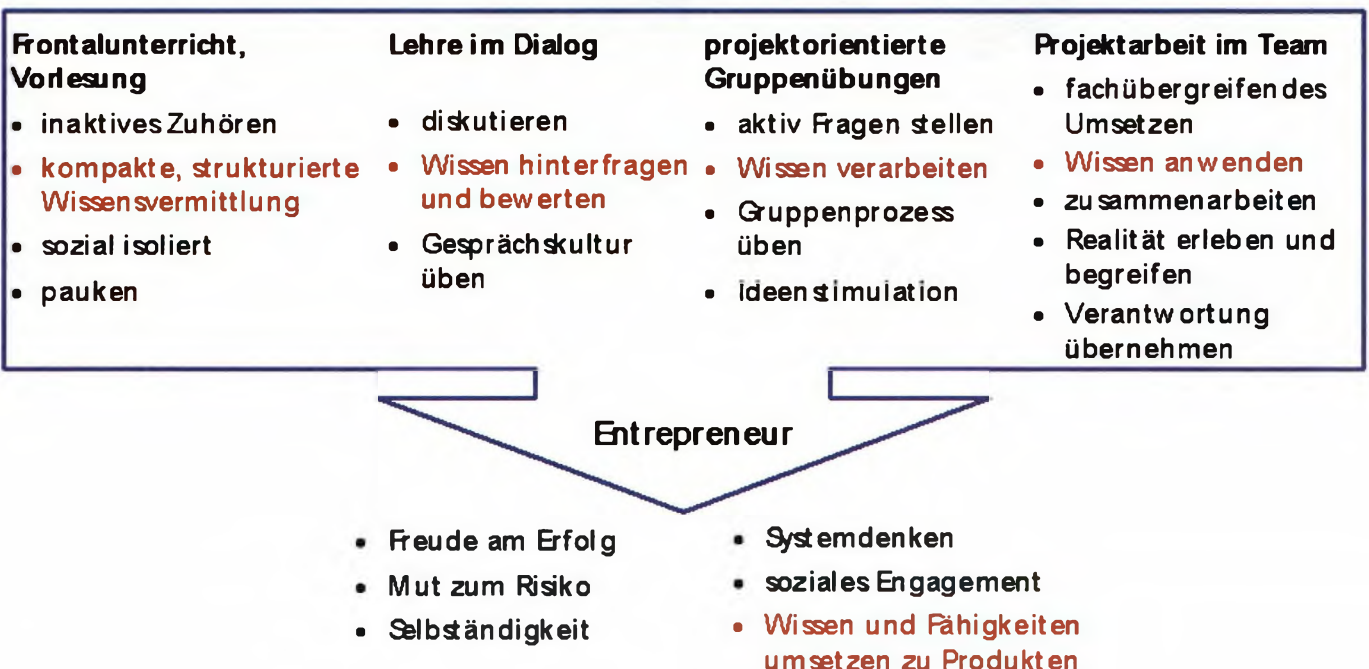 Frontalunterricht,
Vorlesung
• inaktives Zuhören
• kompakte, strukturierte
Wissensvermittlung
• sozial isoliert
• pauken
Lehre im Dialog
• diskutieren
• Wissen hinterfragen
und bewerten
• Gesprächskultur
üben
projektorientierte
Gruppenübungen
• aktiv Fragen stellen
• Wissen verarbeiten
• Gruppenprozess
üben
• Ideenstimulation
Projektarbeit im Team
• fachübergreifendes
Umsetzen
• Wissen anwenden
• zusammenarbeiten
• Realität erleben und
begreifen
• Verantwortung
übernehmen
Entrepreneur
• Freude am Erfolg
• Mut zum Risiko
• Selbständigkeit
• Systemdenken
• soziales Engagement
• Wissen und Fähigkeiten
umsetzen zu Produkten